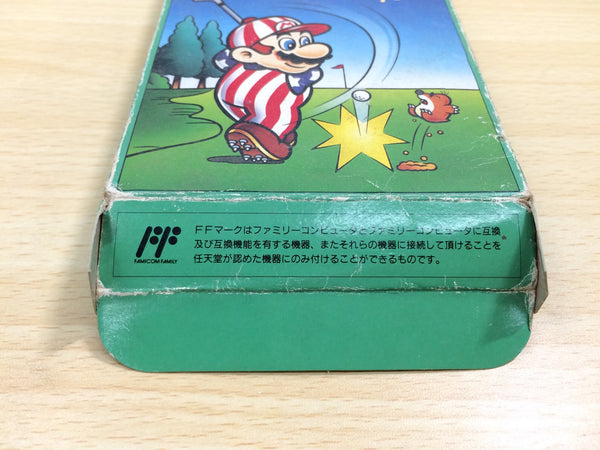 FF
FAMICOM FAMILY
FFマークはファミリーコンピュータとファミリーコンピュータに互換
及び互換機能を有する機器、またそれらの機器に接続して頂けることを
任天堂が認めた機器にのみ付けることができるものです。